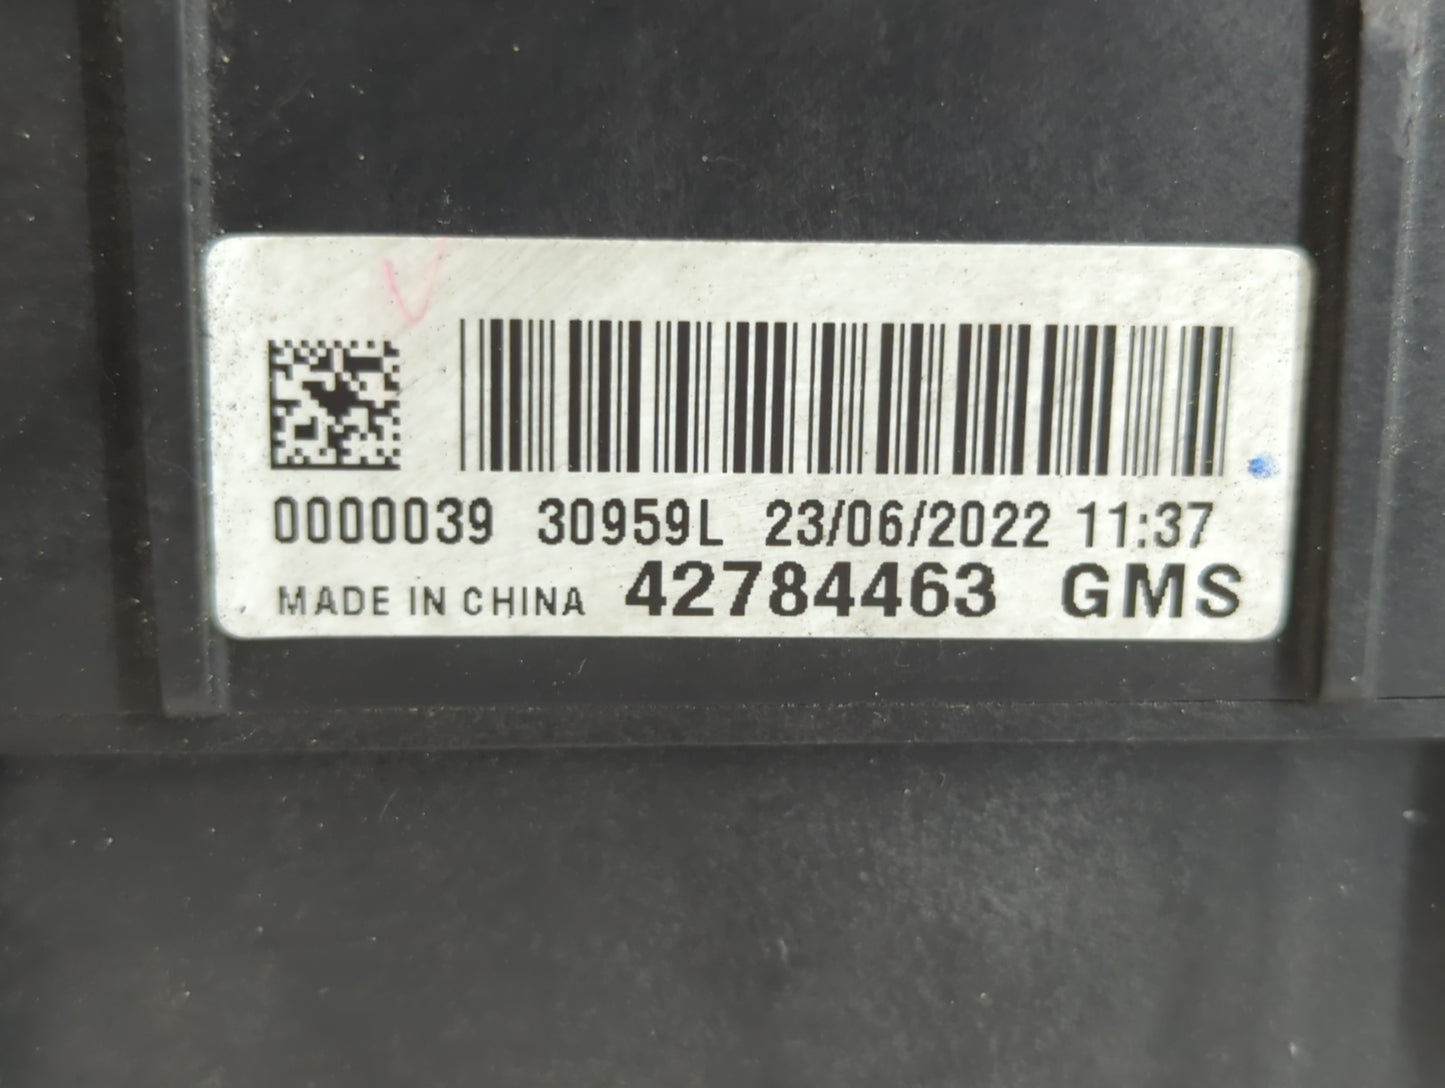 0000039 30959L 23/06/2022 11:37
MADE IN CHINA 42784463 GMS